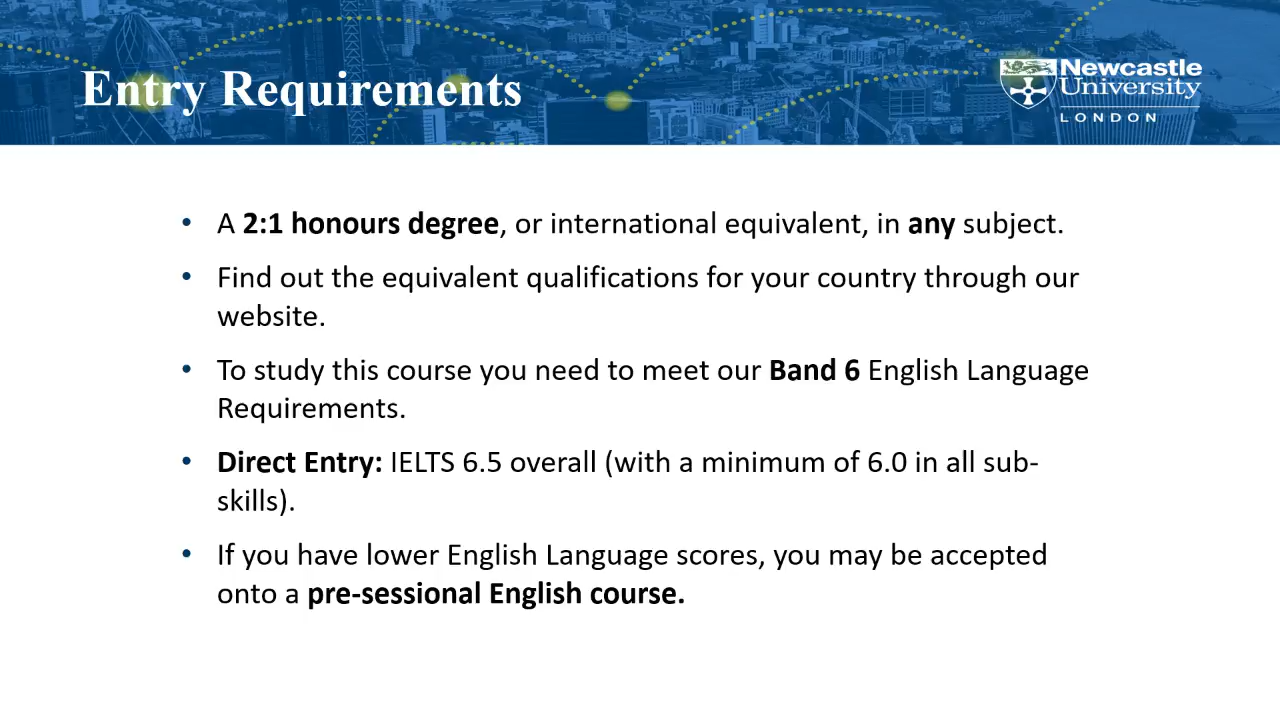 Entry Requirements
Newcastle
University
LONDON
• A 2:1 honours degree, or international equivalent, in any subject.
• Find out the equivalent qualifications for your country through our
website.
• To study this course you need to meet our Band 6 English Language
Requirements.
• Direct Entry: IELTS 6.5 overall (with a minimum of 6.0 in all sub-
skills).
• If you have lower English Language scores, you may be accepted
onto a pre-sessional English course.